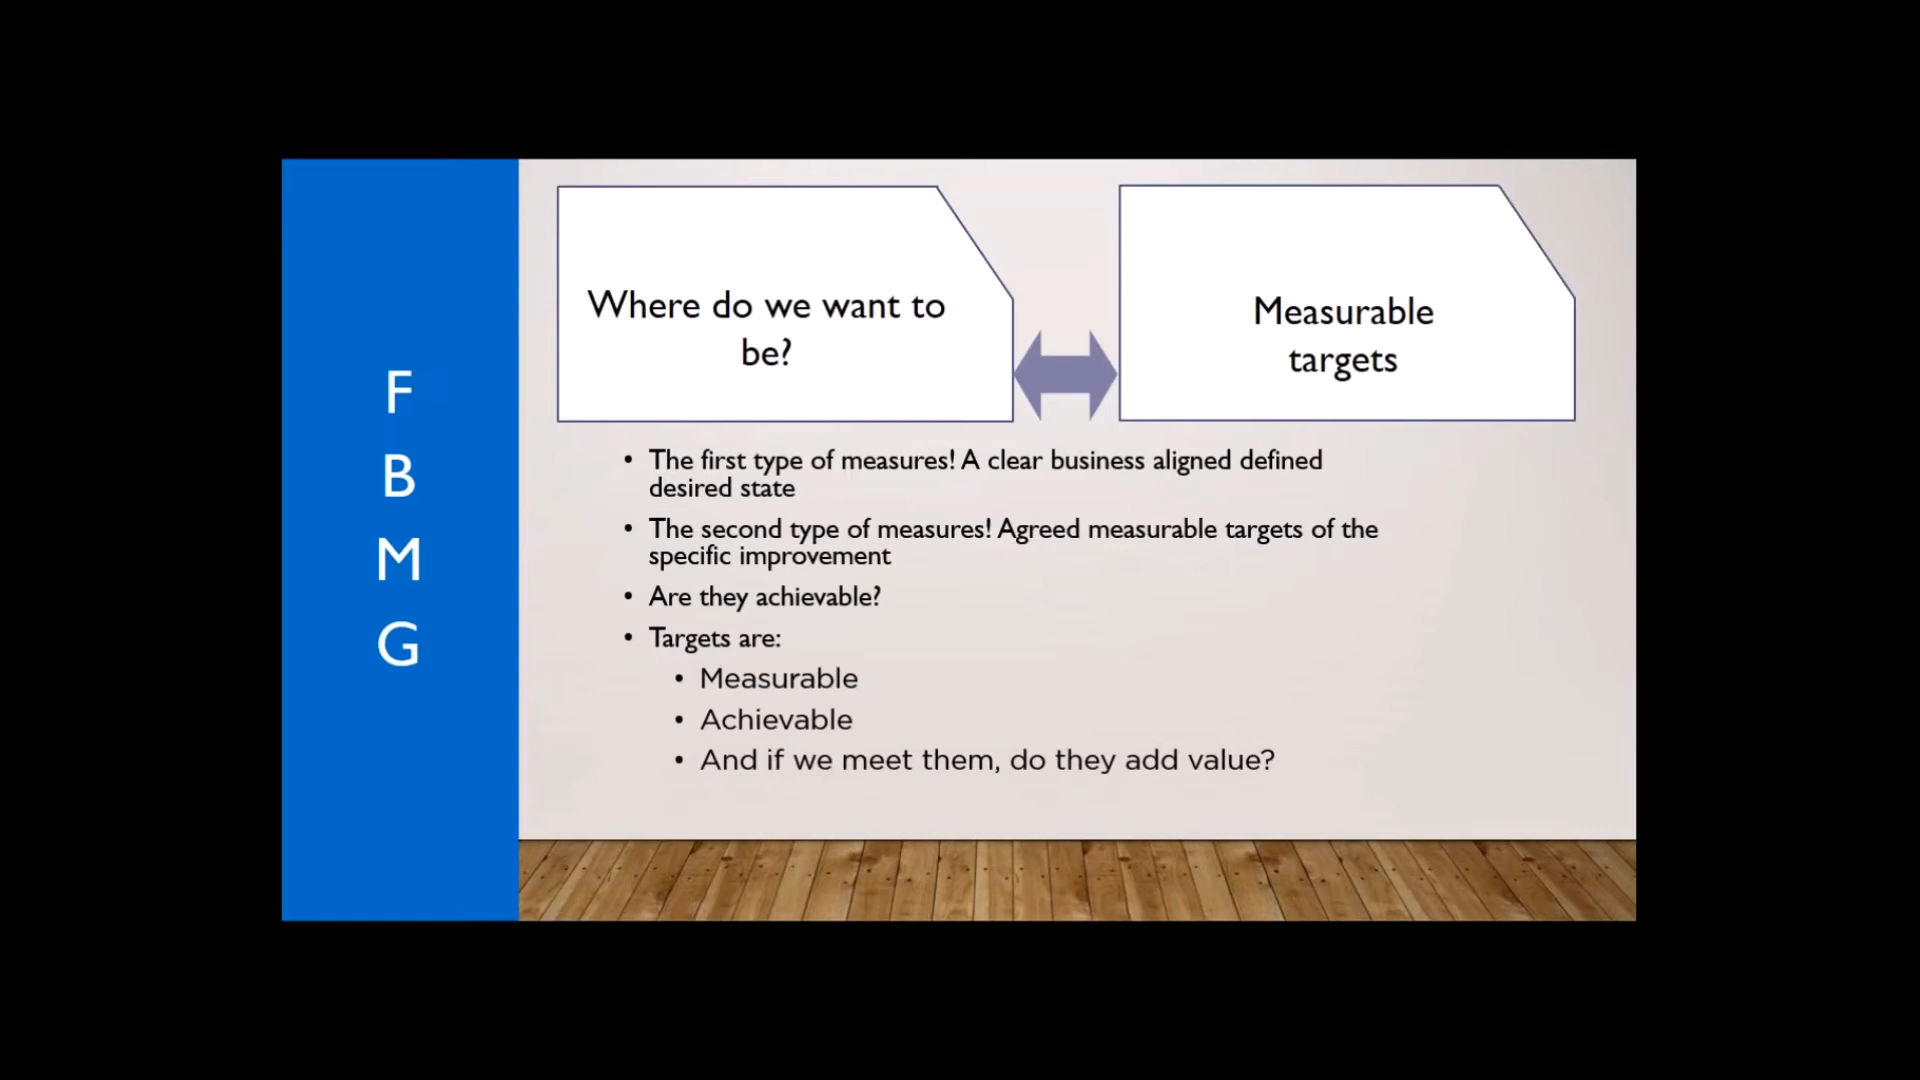 F
B
M
G
Where do we want to
be?
Measurable
targets
• The first type of measures! A clear business aligned defined
desired state
• The second type of measures! Agreed measurable targets of the
specific improvement
• Are they achievable?
• Targets are:
• Measurable
• Achievable
• And if we meet them, do they add value?